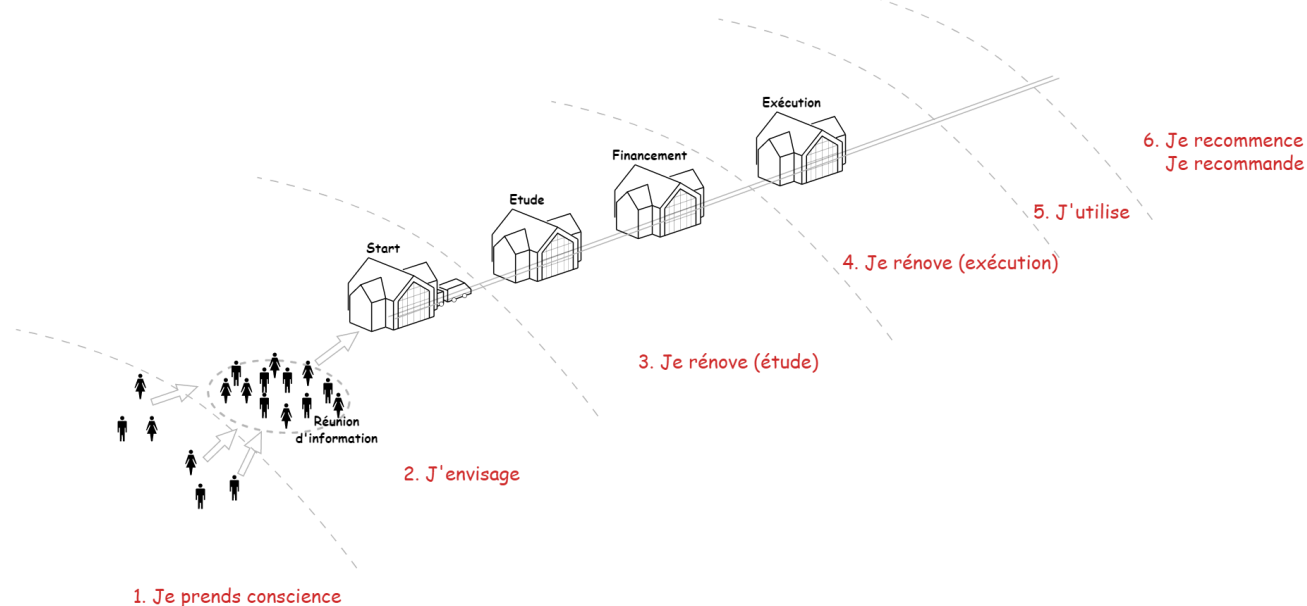 Exécution
6. Je recommence
Je recommande
Financement
Etude
5. J'utilise
Start
4. Je rénove (exécution)
3. Je rénove (étude)
Réunion
d'information
2. J'envisage
1. Je prends conscience